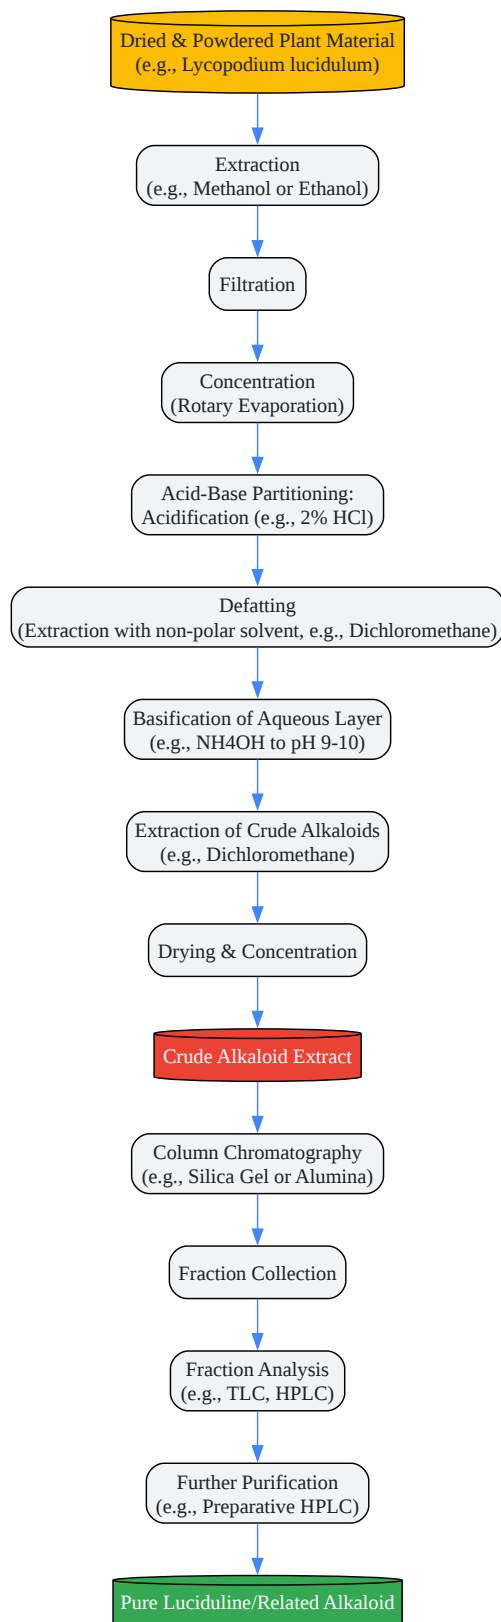 Dried & Powdered Plant Material
(e.g., Lycopodium lucidulum)
Extraction
(e.g., Methanol or Ethanol)
Filtration
Concentration
(Rotary Evaporation)
Acid-Base Partitioning:
Acidification (e.g., 2% HCl)
Defatting
(Extraction with non-polar solvent, e.g., Dichloromethane)
Basification of Aqueous Layer
(e.g., NH4OH to pH 9-10)
Extraction of Crude Alkaloids
(e.g., Dichloromethane)
Drying & Concentration
Crude Alkaloid Extract
Column Chromatography
(e.g., Silica Gel or Alumina)
Fraction Collection
Fraction Analysis
(e.g., TLC, HPLC)
Further Purification
(e.g., Preparative HPLC)
Pure Luciduline/Related Alkaloid